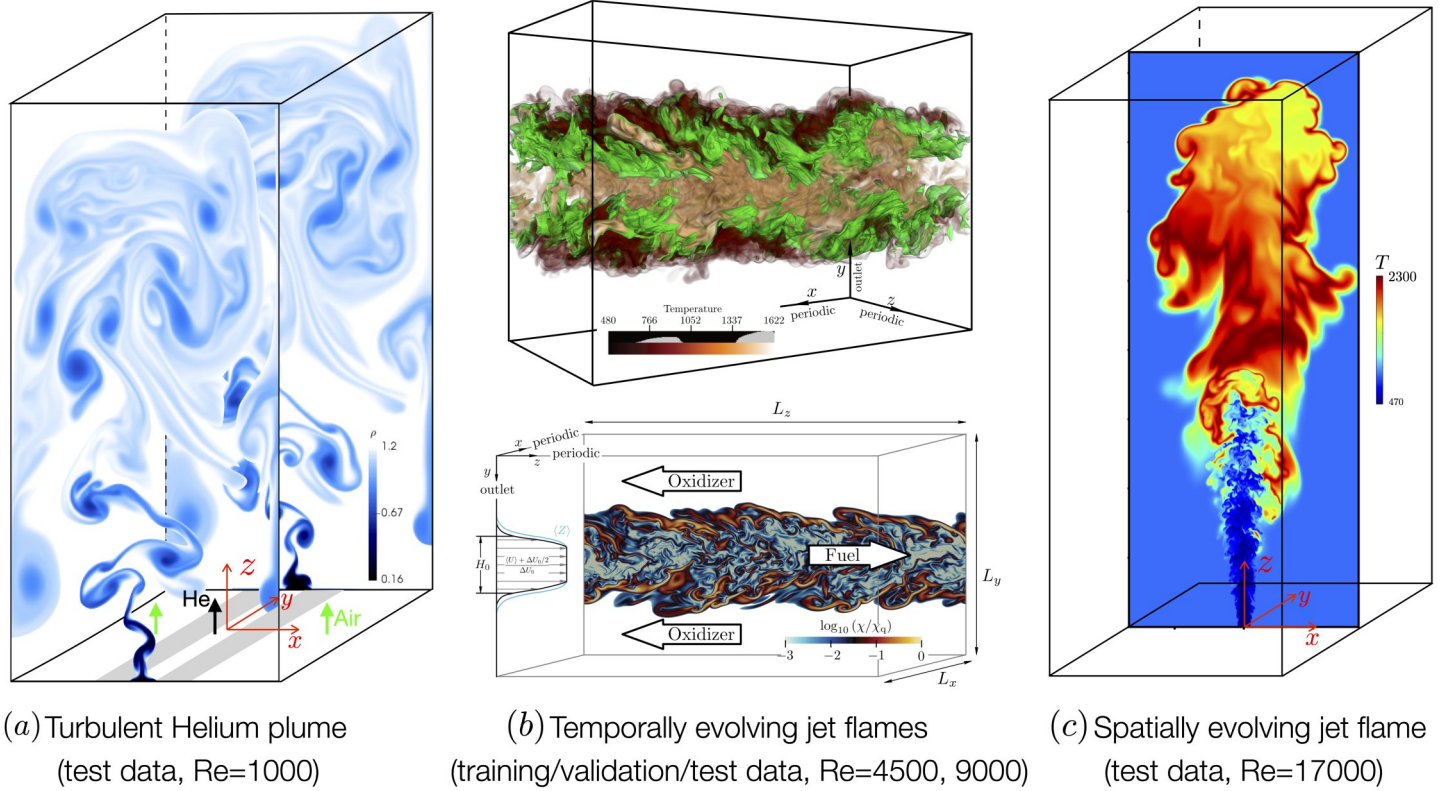 ρ
1.2
0.67
0.16
He
Air
z
y
x
Temperature
480 766 1052 1337 1622
y
outlet
x
periodic
z
periodic
L_z
x periodic
z periodic
y
outlet
Oxidizer
⟨Z⟩
H_0
⟨U⟩ + ΔU_0/2
ΔU_0
Fuel
L_y
Oxidizer
log_10 (χ/χ_q)
−3 −2 −1 0
L_x
T
2300
470
z
y
x
(a) Turbulent Helium plume
(test data, Re=1000)
(b) Temporally evolving jet flames
(training/validation/test data, Re=4500, 9000)
(c) Spatially evolving jet flame
(test data, Re=17000)